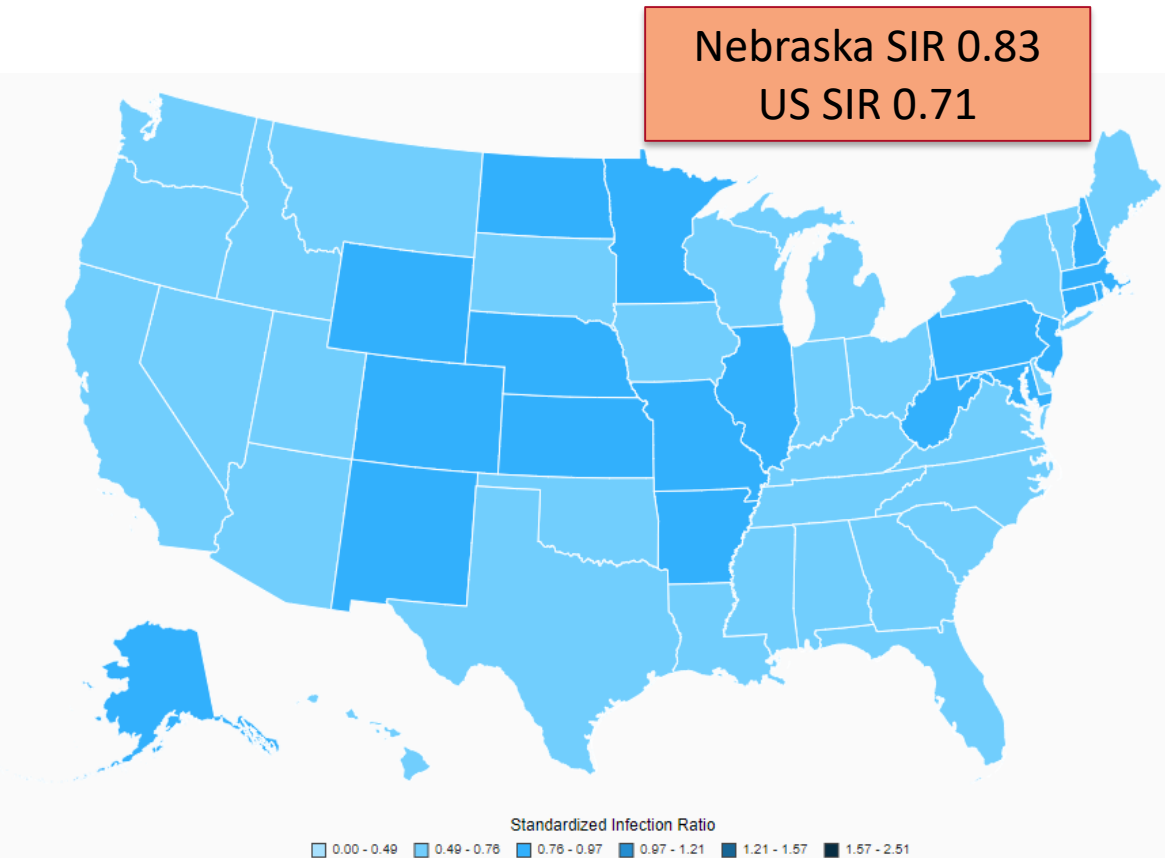 Nebraska SIR 0.83
US SIR 0.71
Standardized Infection Ratio
0.00 - 0.49 0.49 - 0.76 0.76 - 0.97 0.97 - 1.21 1.21 - 1.57 1.57 - 2.51